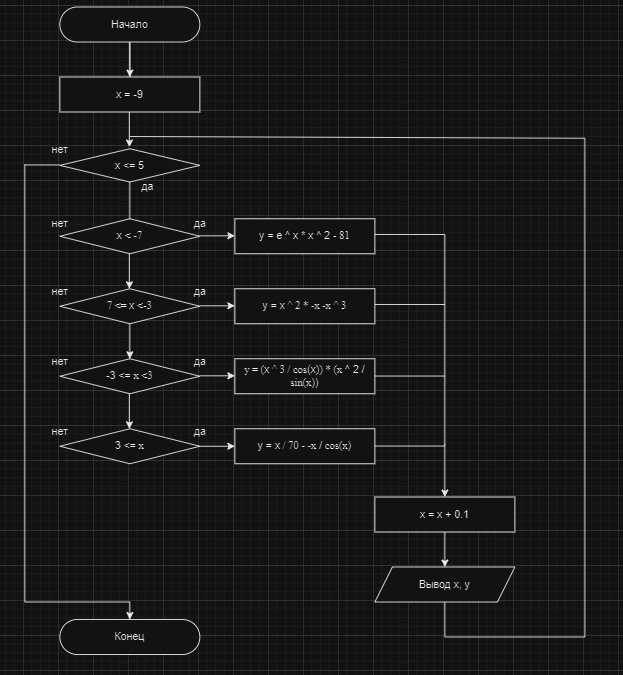 Начало
x = -9
нет
x <= 5
да
нет
x < -7
да
y = e ^ x * x ^ 2 - 81
нет
7 <= x <-3
да
y = x ^ 2 * -x -x ^ 3
нет
-3 <= x <3
да
y = (x ^ 3 / cos(x)) * (x ^ 2 /
sin(x))
нет
3 <= x
да
y = x / 70 - -x / cos(x)
x = x + 0.1
Вывод x, y
Конец